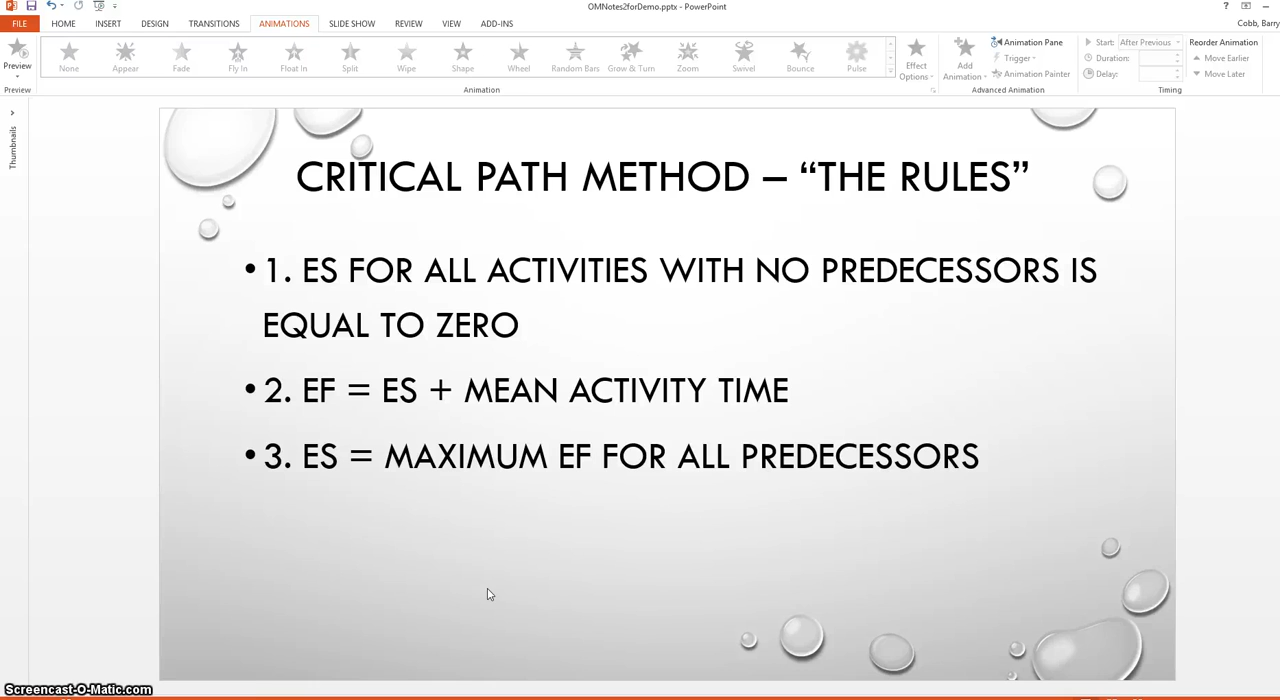 OMNotes2forDemo.pptx - PowerPoint
?
FILE HOME INSERT DESIGN TRANSITIONS ANIMATIONS SLIDE SHOW REVIEW VIEW ADD-INS Cobb, Barry
Preview
None Appear Fade Fly In Float In Split Wipe Shape Wheel Random Bars Grow & Turn Zoom Swivel Bounce Pulse
Effect Options
Add Animation
Animation Pane
Trigger
Animation Painter
Start: After Previous
Duration:
Delay:
Reorder Animation
Move Earlier
Move Later
Preview Animation Advanced Animation Timing
Thumbnails
CRITICAL PATH METHOD – “THE RULES”
• 1. ES FOR ALL ACTIVITIES WITH NO PREDECESSORS IS
EQUAL TO ZERO
• 2. EF = ES + MEAN ACTIVITY TIME
• 3. ES = MAXIMUM EF FOR ALL PREDECESSORS
Screencast-O-Matic.com